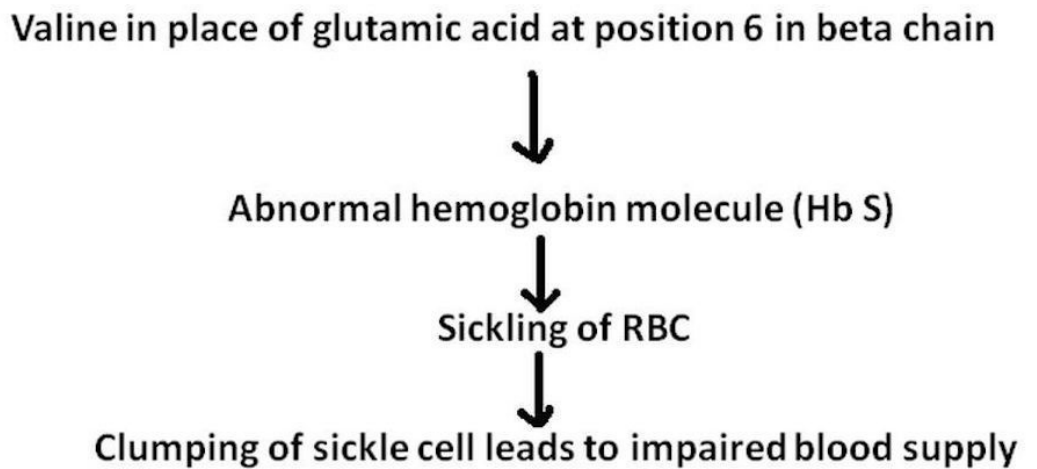 Valine in place of glutamic acid at position 6 in beta chain
Abnormal hemoglobin molecule (Hb S)
Sickling of RBC
Clumping of sickle cell leads to impaired blood supply